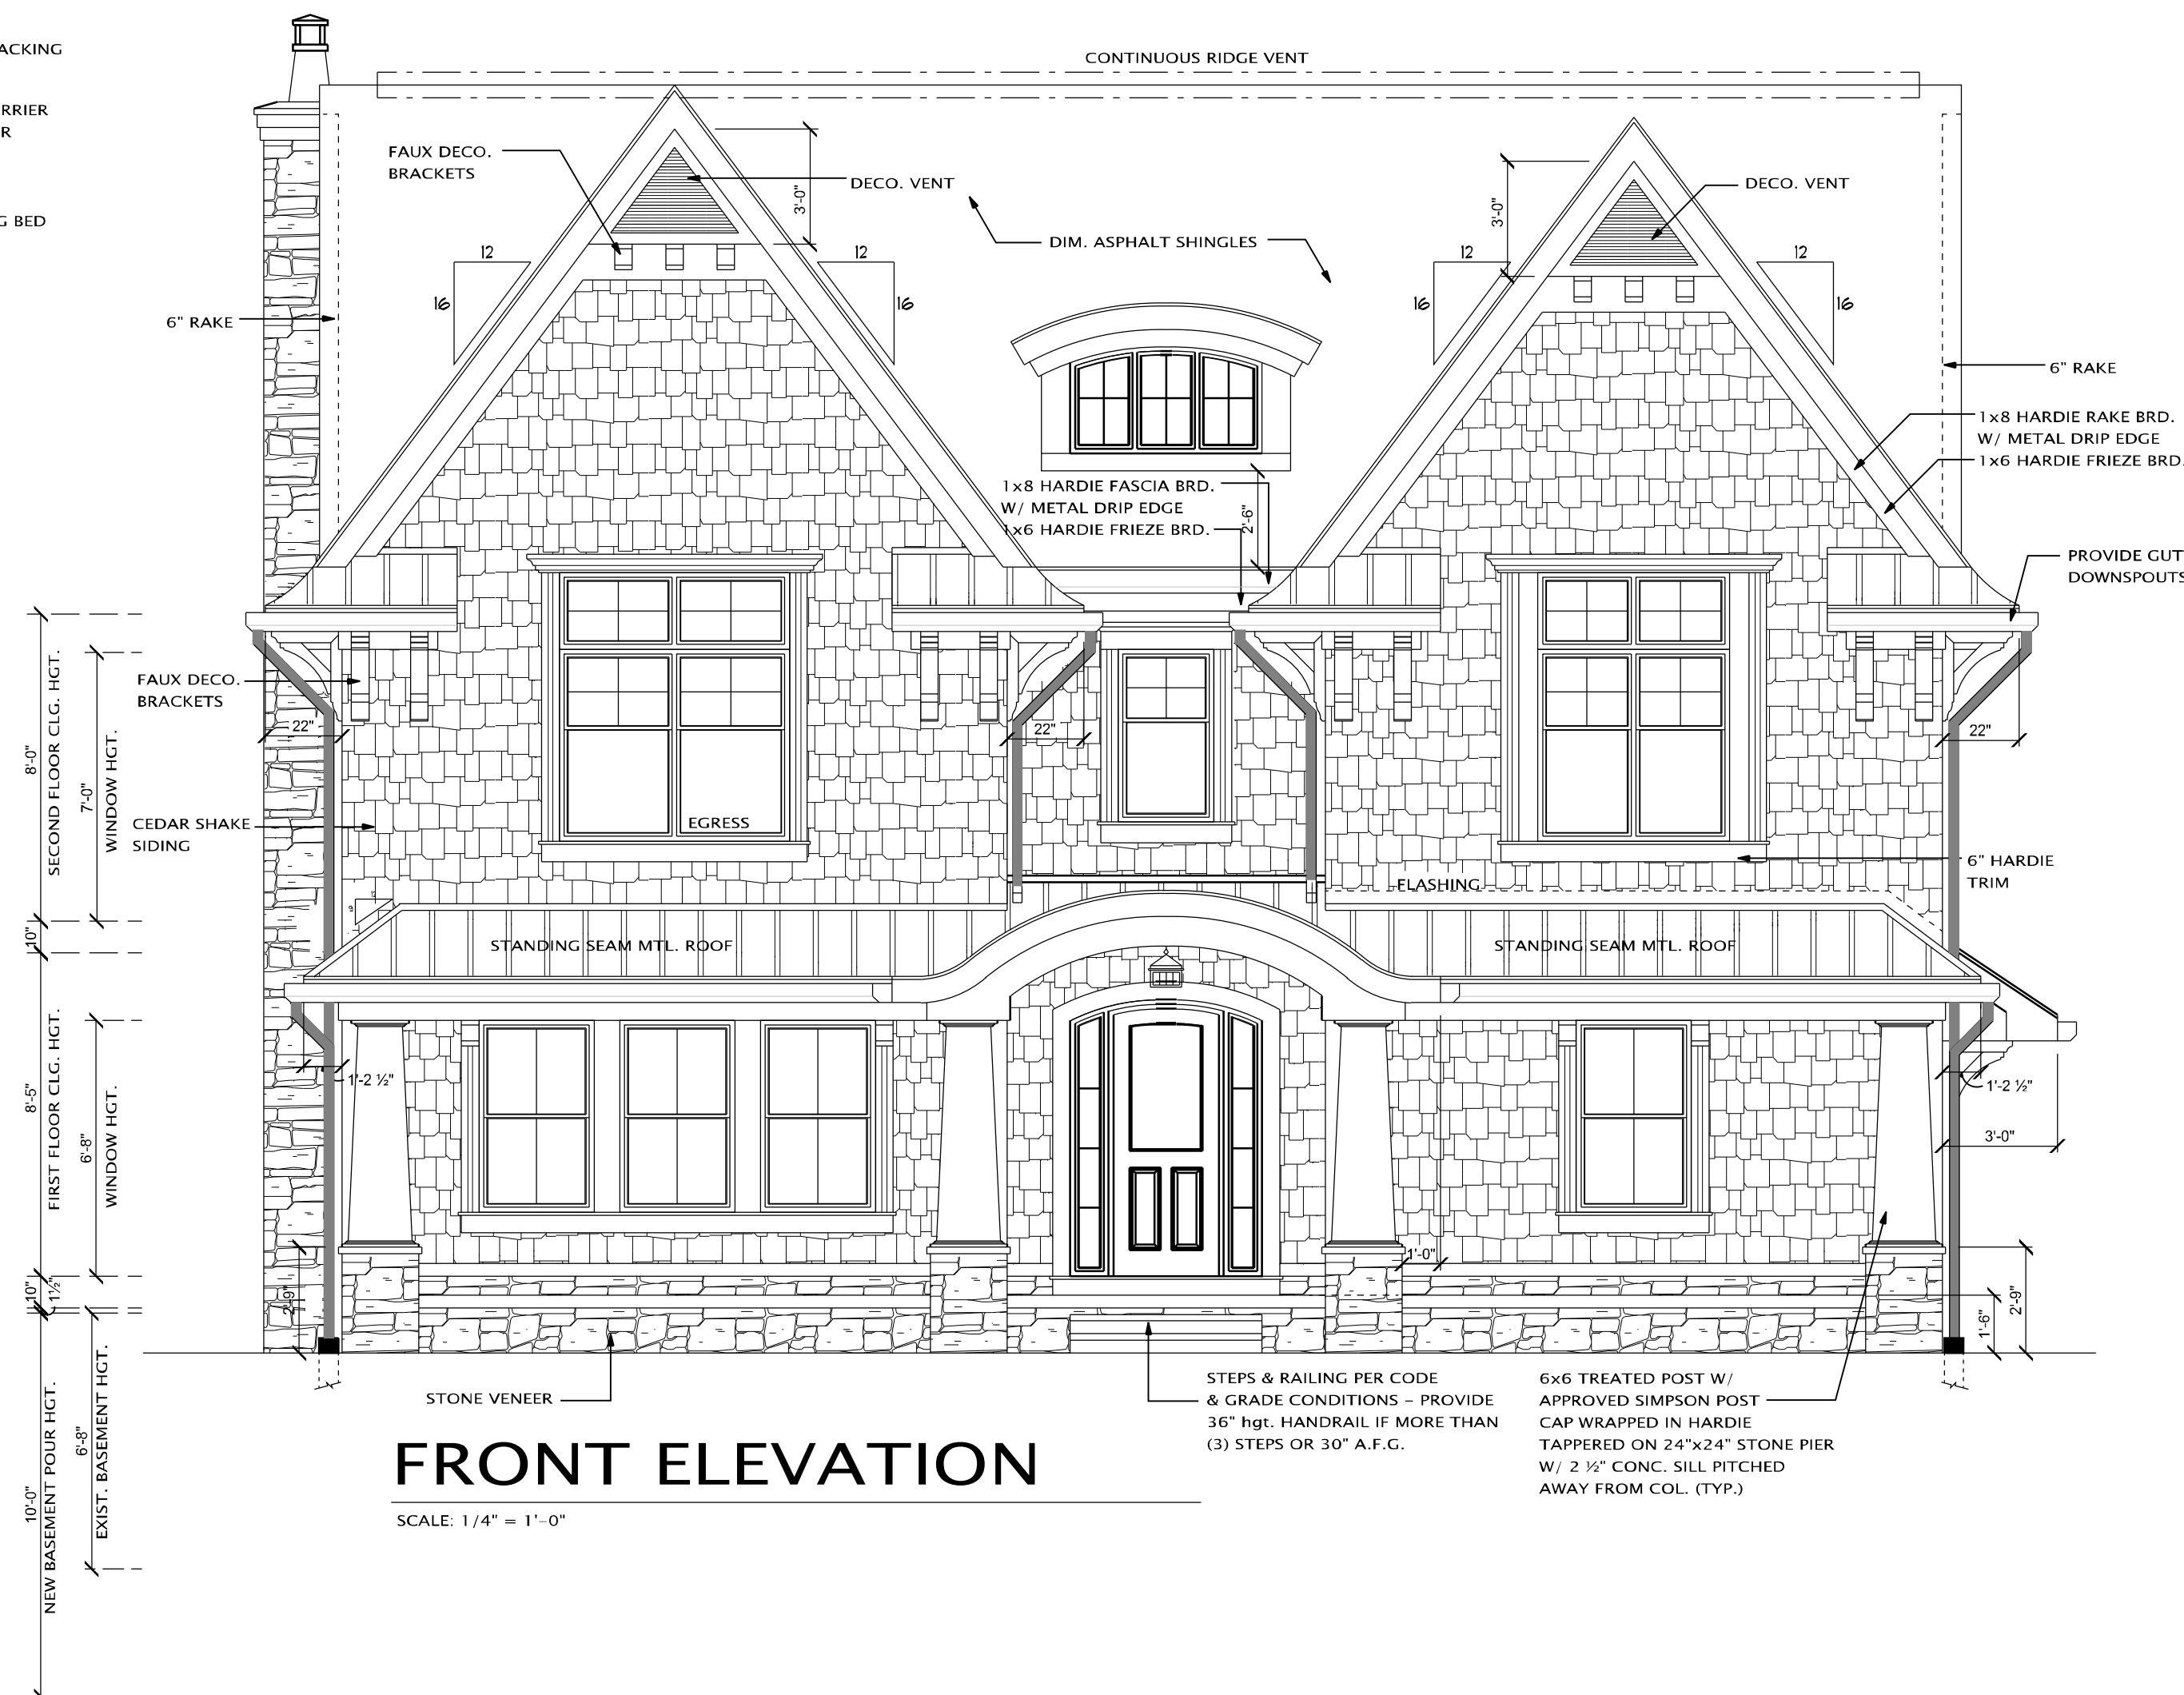 ACKING
CONTINUOUS RIDGE VENT
RRIER
R
FAUX DECO.
BRACKETS
DECO. VENT
3'-0"
DECO. VENT
3'-0"
G BED
DIM. ASPHALT SHINGLES
12
12
12
12
16
16
16
16
6" RAKE
6" RAKE
1x8 HARDIE RAKE BRD.
W/ METAL DRIP EDGE
1x6 HARDIE FRIEZE BRD.
1x8 HARDIE FASCIA BRD.
W/ METAL DRIP EDGE
1x6 HARDIE FRIEZE BRD.
2'-6"
PROVIDE GUT
DOWNSPOUTS
FAUX DECO.
BRACKETS
22"
22"
22"
8'-0"
SECOND FLOOR CLG. HGT.
7'-0"
WINDOW HGT.
CEDAR SHAKE
SIDING
EGRESS
6" HARDIE
TRIM
FLASHING
10"
STANDING SEAM MTL. ROOF
STANDING SEAM MTL. ROOF
8'-5"
FIRST FLOOR CLG. HGT.
6'-8"
WINDOW HGT.
1'-2 ½"
1'-2 ½"
3'-0"
1'-0"
10"
1½"
2'-9"
1'-6"
2'-9"
10'-0"
NEW BASEMENT POUR HGT.
6'-8"
EXIST. BASEMENT HGT.
STONE VENEER
STEPS & RAILING PER CODE
& GRADE CONDITIONS – PROVIDE
36" hgt. HANDRAIL IF MORE THAN
(3) STEPS OR 30" A.F.G.
6x6 TREATED POST W/
APPROVED SIMPSON POST
CAP WRAPPED IN HARDIE
TAPPERED ON 24"x24" STONE PIER
W/ 2 ½" CONC. SILL PITCHED
AWAY FROM COL. (TYP.)
FRONT ELEVATION
SCALE: 1/4" = 1'-0"